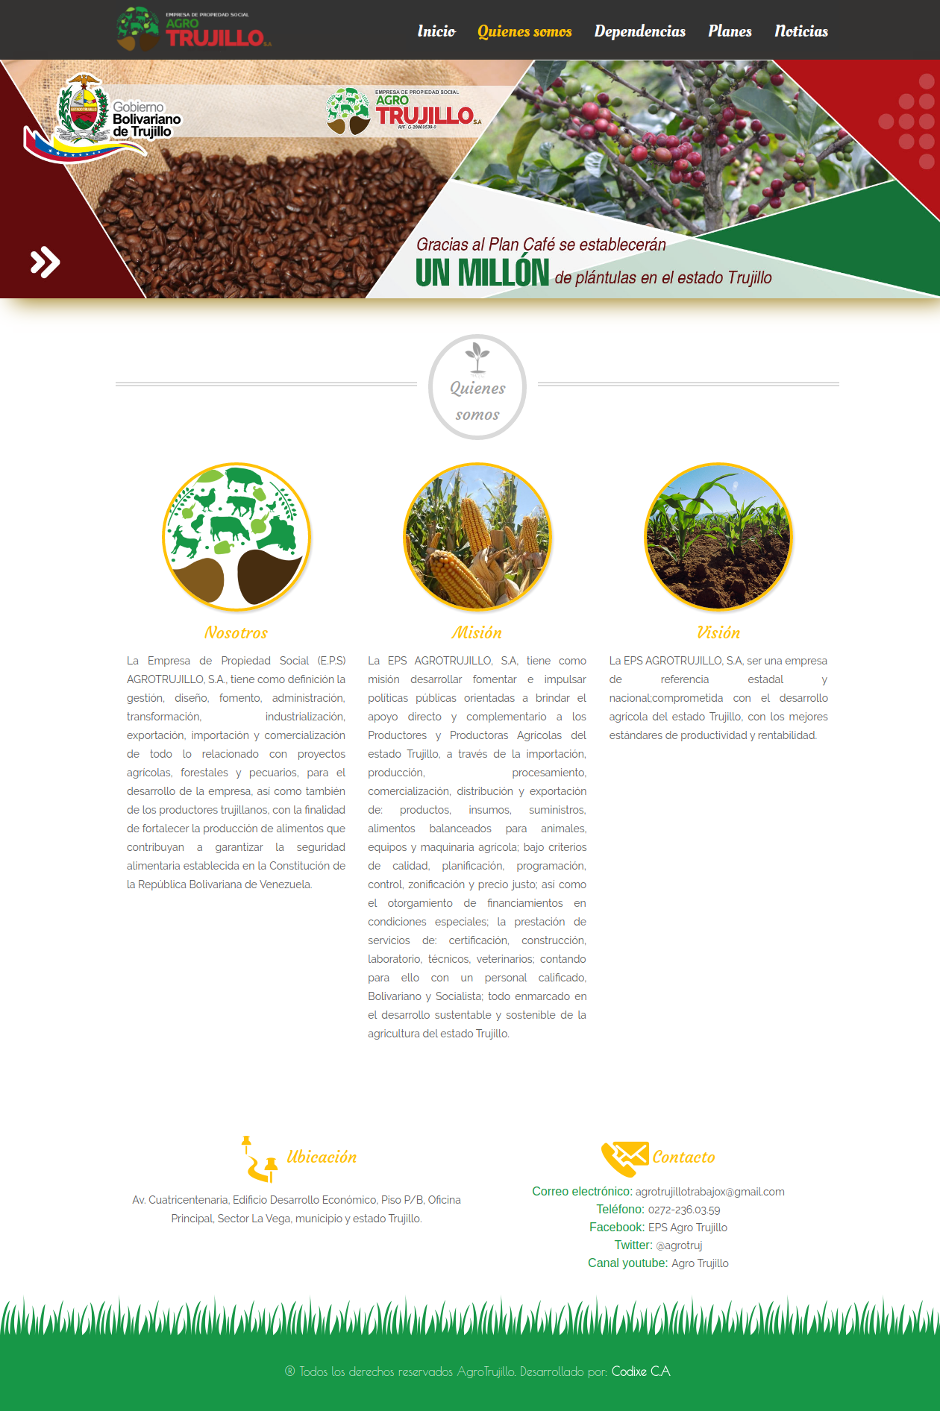 EMPRESA DE PROPIEDAD SOCIAL
AGRO
TRUJILLO S.A
Inicio Quienes somos Dependencias Planes Noticias
Gobierno
Bolivariano
de Trujillo
EMPRESA DE PROPIEDAD SOCIAL
AGRO
TRUJILLO S.A
Gracias al Plan Café se establecerán
UN MILLÓN de plántulas en el estado Trujillo
Quienes
somos
Nosotros
La Empresa de Propiedad Social (E.P.S)
AGROTRUJILLO, S.A., tiene como definición la
gestión, diseño, fomento, administración,
transformación, industrialización,
exportación, importación y comercialización
de todo lo relacionado con proyectos
agrícolas, forestales y pecuarios, para el
desarrollo de la empresa, así como también
de los productores trujillanos, con la finalidad
de fortalecer la producción de alimentos que
contribuyan a garantizar la seguridad
alimentaria establecida en la Constitución de
la República Bolivariana de Venezuela.
Misión
La EPS AGROTRUJILLO, S.A, tiene como
misión desarrollar fomentar e impulsar
políticas públicas orientadas a brindar el
apoyo directo y complementario a los
Productores y Productoras Agrícolas del
estado Trujillo, a través de la importación,
producción, procesamiento,
comercialización, distribución y exportación
de: productos, insumos, suministros,
alimentos balanceados para animales,
equipos y maquinaria agrícola; bajo criterios
de calidad, planificación, programación,
control, zonificación y precio justo; así como
el otorgamiento de financiamientos en
condiciones especiales; la prestación de
servicios de: certificación, construcción,
laboratorio, técnicos, veterinarios; contando
para ello con un personal calificado,
Bolivariano y Socialista; todo enmarcado en
el desarrollo sustentable y sostenible de la
agricultura del estado Trujillo.
Visión
La EPS AGROTRUJILLO, S.A, ser una empresa
de referencia estadal y
nacional;comprometida con el desarrollo
agrícola del estado Trujillo, con los mejores
estándares de productividad y rentabilidad.
Ubicación
Av. Cuatricentenaria, Edificio Desarrollo Económico, Piso P/B, Oficina
Principal, Sector La Vega, municipio y estado Trujillo.
Contacto
Correo electrónico: agrotrujillotrabajox@gmail.com
Teléfono: 0272-236.03.59
Facebook: EPS Agro Trujillo
Twitter: @agrotruj
Canal youtube: Agro Trujillo
® Todos los derechos reservados AgroTrujillo. Desarrollado por: Codixe C.A